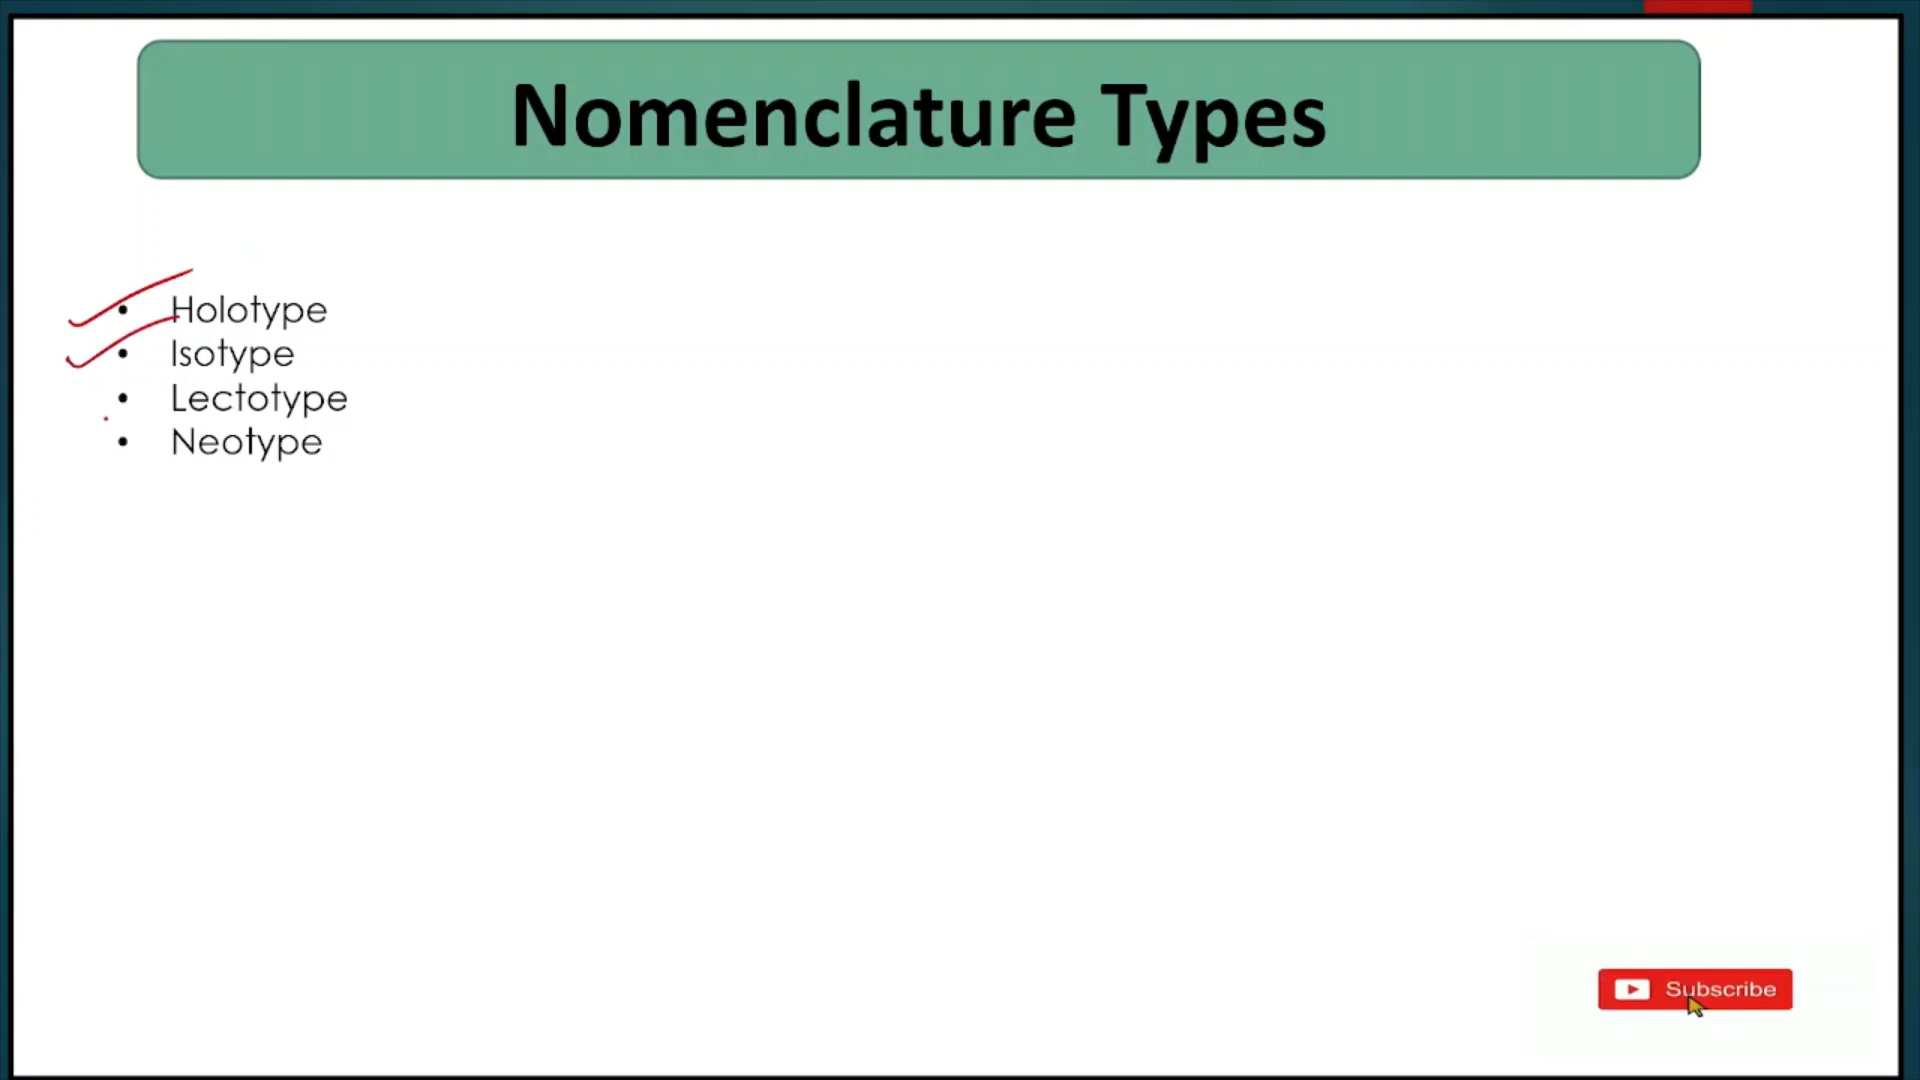 Nomenclature Types
• Holotype
• Isotype
• Lectotype
• Neotype
Subscribe